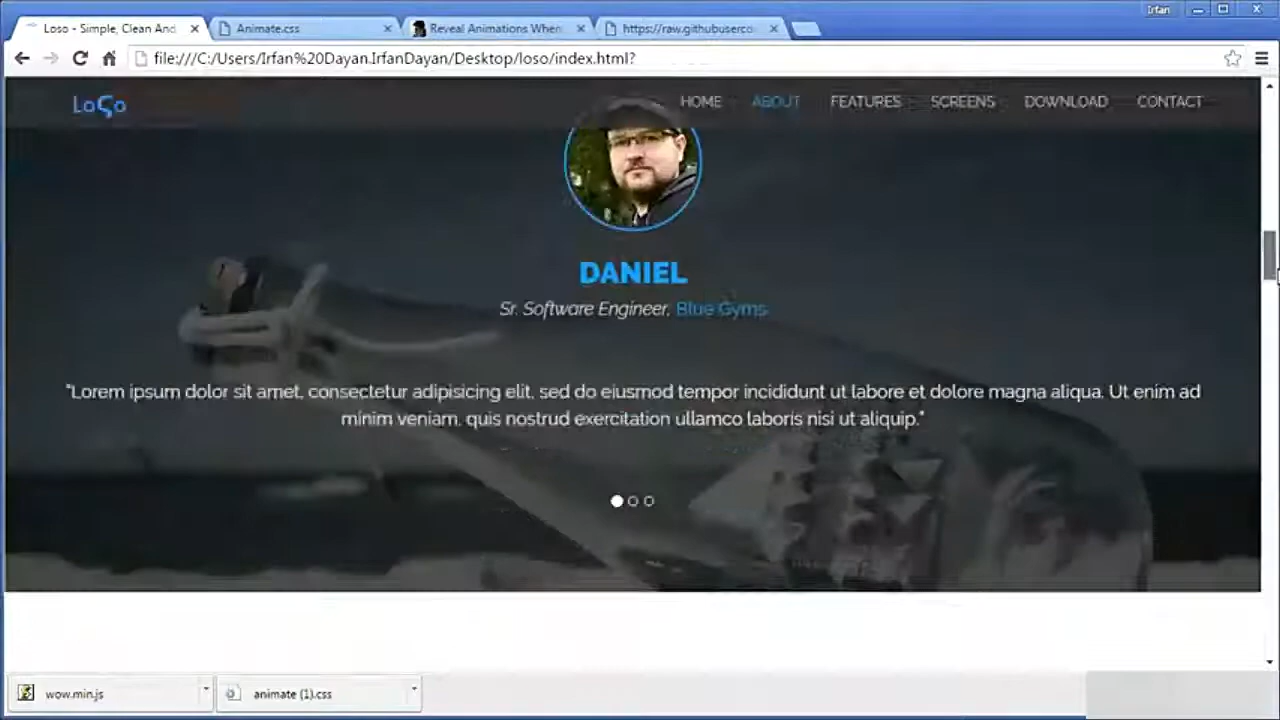 Irfan
Loso - Simple, Clean And
Animate.css
Reveal Animations When
https://raw.githubuserco
file:///C:/Users/Irfan%20Dayan.IrfanDayan/Desktop/loso/index.html?
LoGo
HOME
ABOUT
FEATURES
SCREENS
DOWNLOAD
CONTACT
DANIEL
Sr. Software Engineer, Blue Gyms
"Lorem ipsum dolor sit amet, consectetur adipisicing elit, sed do eiusmod tempor incididunt ut labore et dolore magna aliqua. Ut enim ad
minim veniam, quis nostrud exercitation ullamco laboris nisi ut aliquip."
wow.min.js
animate (1).css